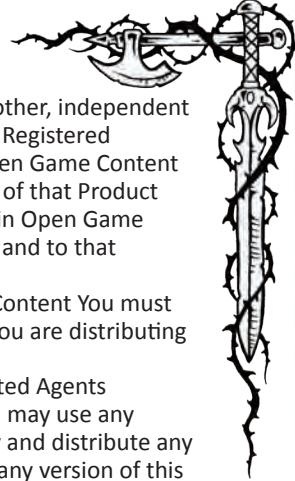 other, independent
Registered
en Game Content
of that Product
in Open Game
and to that
Content You must
ou are distributing
ted Agents
may use any
and distribute any
any version of this